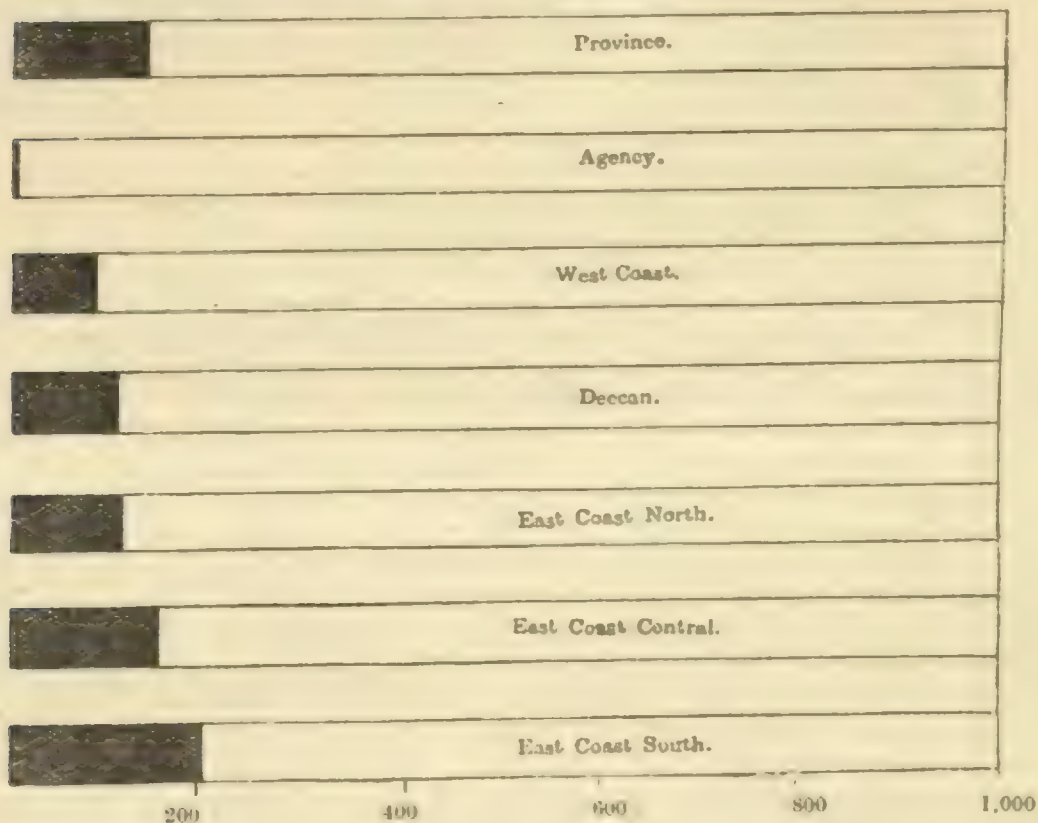 Province.
Agency.
West Coast.
Deccan.
East Coast North.
East Coast Central.
East Coast South.
200 400 600 800 1,000